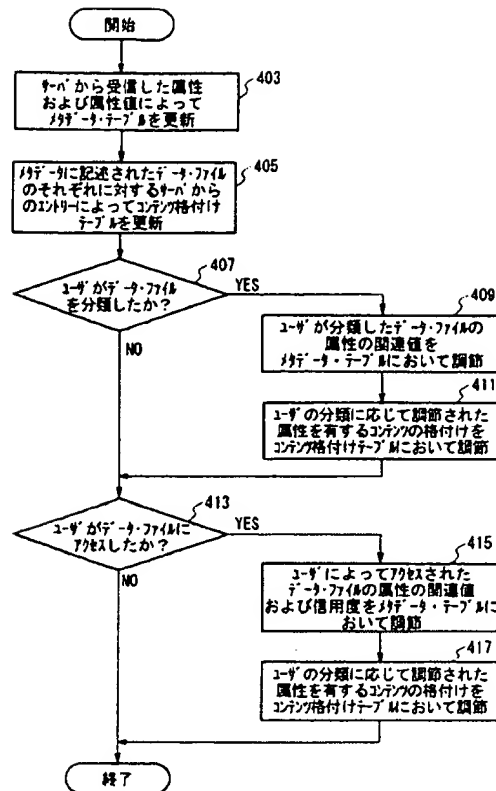 開始
403
ｻｰﾊﾞから受信した属性
および属性値によって
ﾒﾀﾃﾞｰﾀ・ﾃｰﾌﾞﾙを更新
405
ﾒﾀﾃﾞｰﾀに記述されたﾃﾞｰﾀ・ﾌｧｲﾙ
のそれぞれに対するｻｰﾊﾞから
のｴﾝﾄﾘｰによってｺﾝﾃﾝﾂ格付け
ﾃｰﾌﾞﾙを更新
407
ﾕｰｻﾞがﾃﾞｰﾀ・ﾌｧｲﾙ
を分類したか？
YES
NO
409
ﾕｰｻﾞが分類したﾃﾞｰﾀ・ﾌｧｲﾙの
属性の関連値を
ﾒﾀﾃﾞｰﾀ・ﾃｰﾌﾞﾙにおいて調節
411
ﾕｰｻﾞの分類に応じて調節された
属性を有するｺﾝﾃﾝﾂの格付けを
ｺﾝﾃﾝﾂ格付けﾃｰﾌﾞﾙにおいて調節
413
ﾕｰｻﾞがﾃﾞｰﾀ・ﾌｧｲﾙに
ｱｸｾｽしたか？
YES
NO
415
ﾕｰｻﾞによってｱｸｾｽされた
ﾃﾞｰﾀ・ﾌｧｲﾙの属性の関連値
および信用度をﾒﾀﾃﾞｰﾀ・ﾃｰﾌﾞﾙに
おいて調節
417
ﾕｰｻﾞの分類に応じて調節された
属性を有するｺﾝﾃﾝﾂの格付けを
ｺﾝﾃﾝﾂ格付けﾃｰﾌﾞﾙにおいて調節
終了